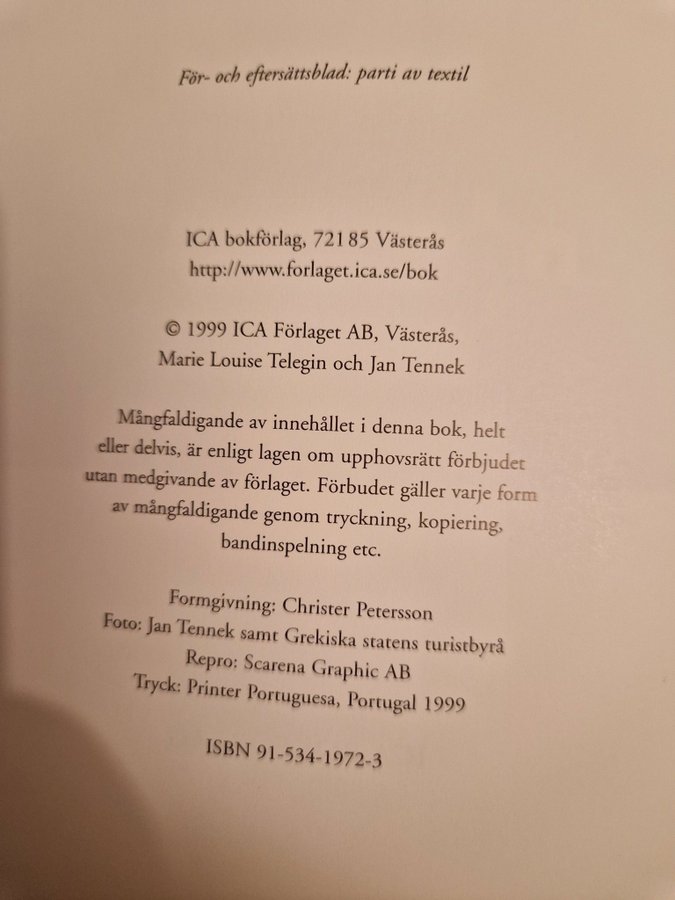 För- och eftersättsblad: parti av textil
ICA bokförlag, 721 85 Västerås
http://www.forlaget.ica.se/bok
© 1999 ICA Förlaget AB, Västerås,
Marie Louise Telegin och Jan Tennek
Mångfaldigande av innehållet i denna bok, helt
eller delvis, är enligt lagen om upphovsrätt förbjudet
utan medgivande av förlaget. Förbudet gäller varje form
av mångfaldigande genom tryckning, kopiering,
bandinspelning etc.
Formgivning: Christer Petersson
Foto: Jan Tennek samt Grekiska statens turistbyrå
Repro: Scarena Graphic AB
Tryck: Printer Portuguesa, Portugal 1999
ISBN 91-534-1972-3